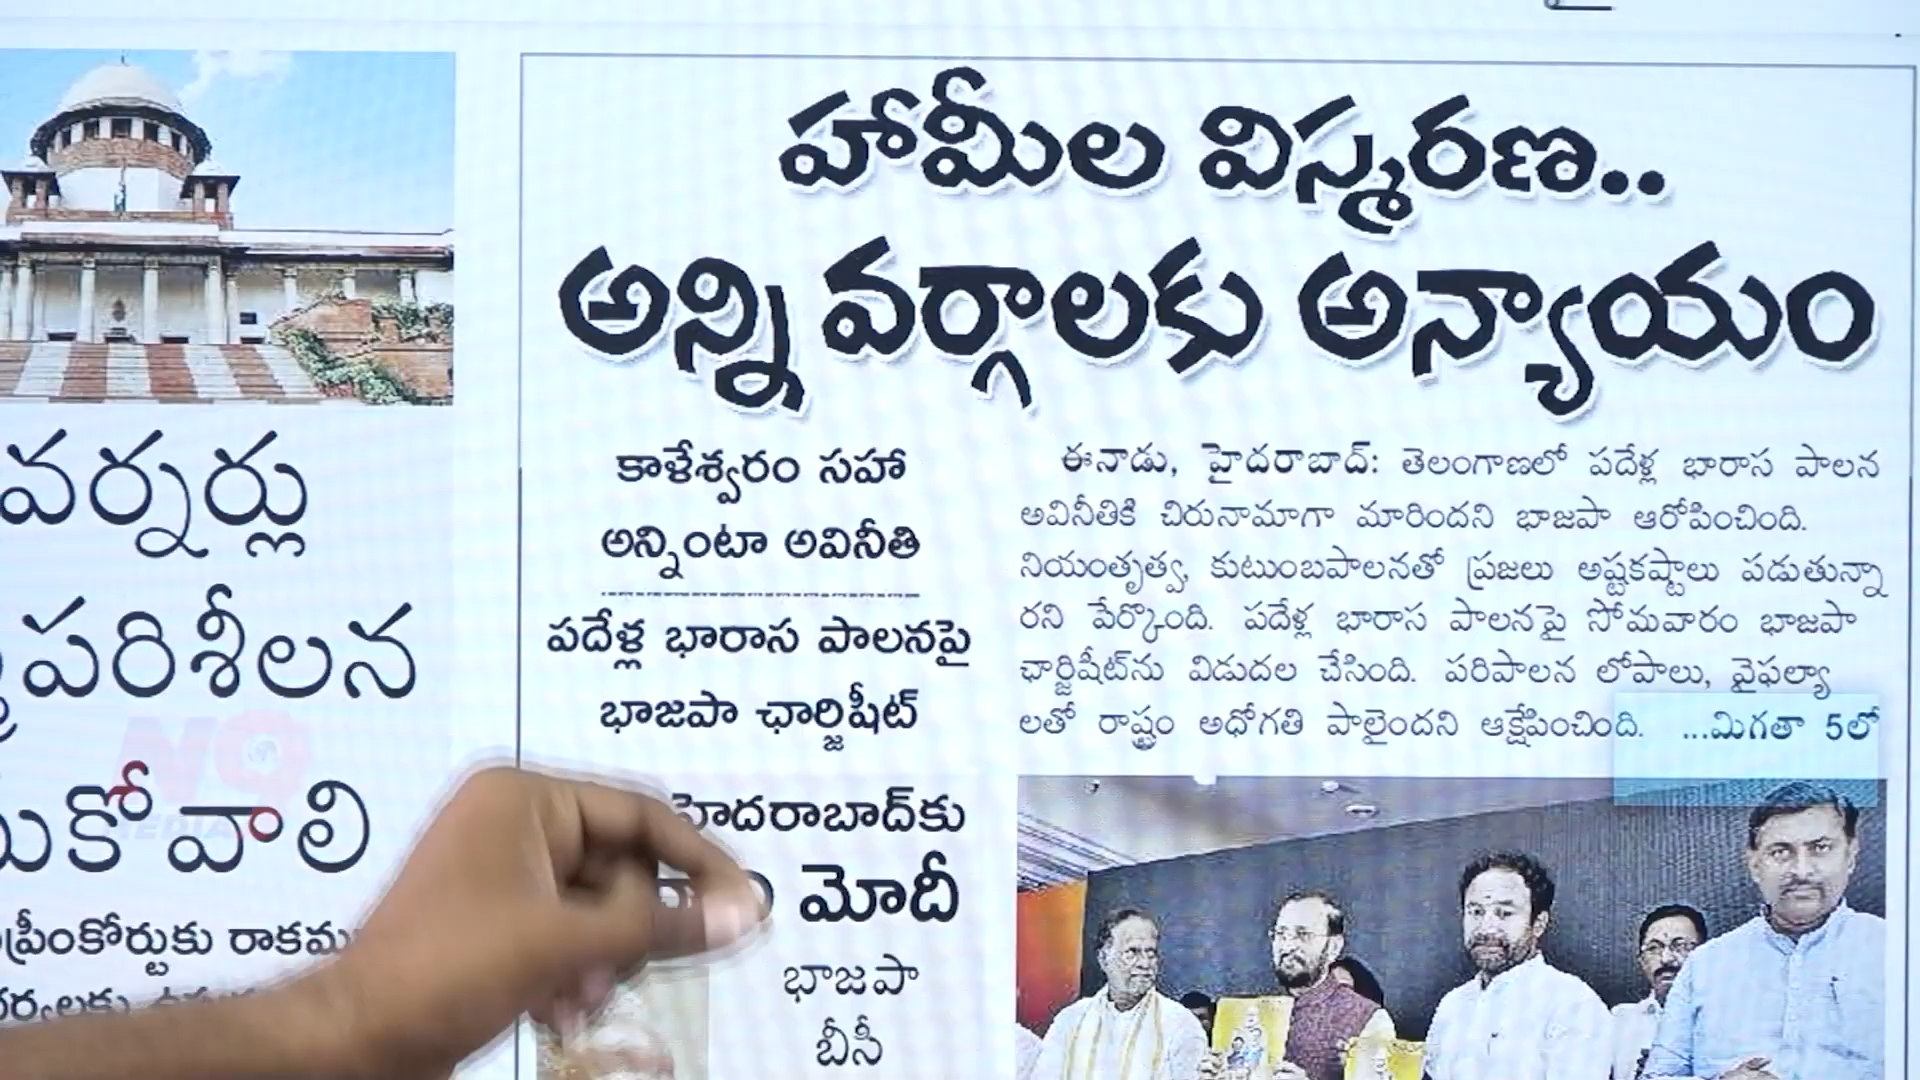 హామీల విస్మరణ..
అన్ని వర్గాలకు అన్యాయం
కాళేశ్వరం సహా
అన్నింటా అవినీతి
పదేళ్ల భారాస పాలనపై
భాజపా ఛార్జిషీట్
ఈనాడు, హైదరాబాద్: తెలంగాణలో పదేళ్ల భారాస పాలన
అవినీతికి చిరునామాగా మారిందని భాజపా ఆరోపించింది.
నియంతృత్వ, కుటుంబపాలనతో ప్రజలు అష్టకష్టాలు పడుతున్నా
రని పేర్కొంది. పదేళ్ల భారాస పాలనపై సోమవారం భాజపా
ఛార్జిషీట్‌ను విడుదల చేసింది. పరిపాలన లోపాలు, వైఫల్యా
లతో రాష్ట్రం అధోగతి పాలైందని ఆక్షేపించింది. ...మిగతా 5లో
హైదరాబాద్‌కు
మోదీ
భాజపా
బీసీ
వర్నర్లు
పరిశీలన
కోవాలి
ప్రీంకోర్టుకు
N9
MEDIA